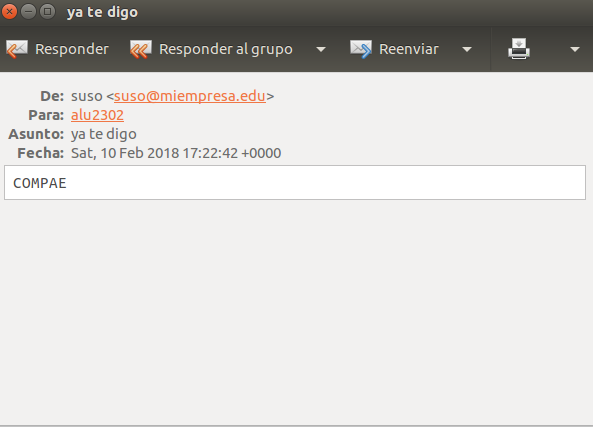 ya te digo
Responder Responder al grupo Reenviar
De: suso <suso@miempresa.edu>
Para: alu2302
Asunto: ya te digo
Fecha: Sat, 10 Feb 2018 17:22:42 +0000
COMPAE